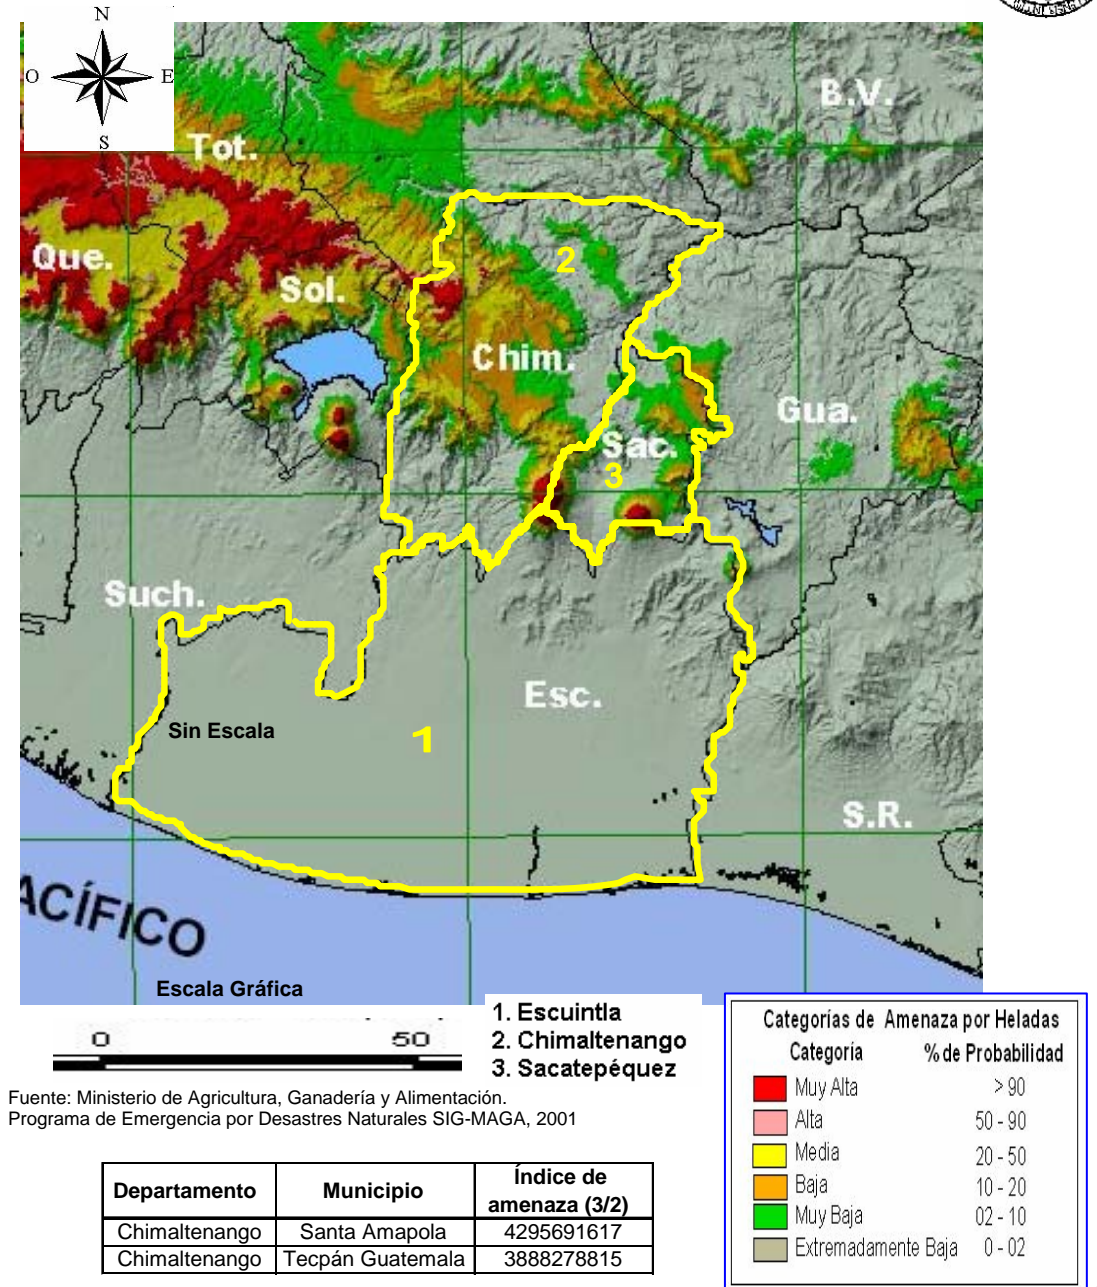 N
O E
S
B.V.
Tot.
Que.
Sol.
2
Chim.
Gua.
Sac.
3
Such.
Esc.
Sin Escala
1
S.R.
ACÍFICO
Escala Gráfica
0 50
1. Escuintla
2. Chimaltenango
3. Sacatepéquez
Categorías de Amenaza por Heladas
Categoría % de Probabilidad
Muy Alta > 90
Alta 50 - 90
Media 20 - 50
Baja 10 - 20
Muy Baja 02 - 10
Extremadamente Baja 0 - 02
Fuente: Ministerio de Agricultura, Ganadería y Alimentación.
Programa de Emergencia por Desastres Naturales SIG-MAGA, 2001
Departamento Municipio Índice de
amenaza (3/2)
Chimaltenango Santa Amapola 4295691617
Chimaltenango Tecpán Guatemala 3888278815